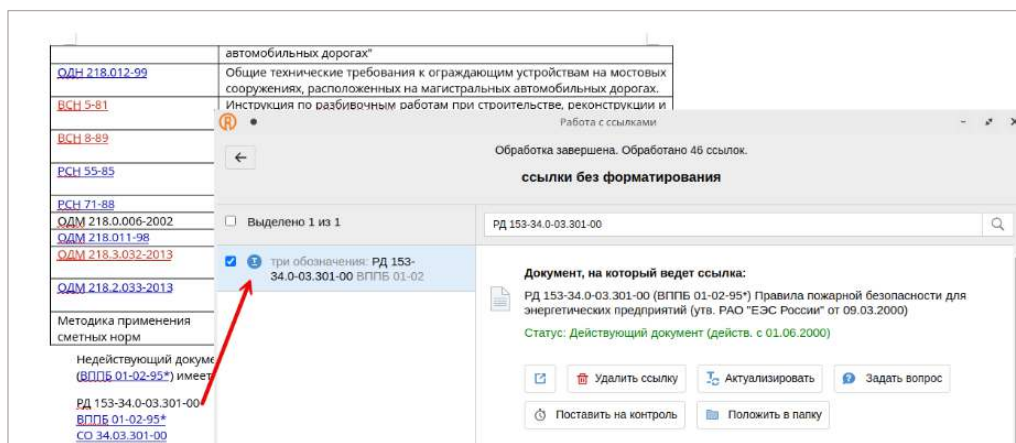 автомобильных дорогах"
ОДН 218.012-99
Общие технические требования к ограждающим устройствам на мостовых
сооружениях, расположенных на магистральных автомобильных дорогах.
ВСН 5-81
Инструкция по разбивочным работам при строительстве, реконструкции и
ВСН 8-89
РСН 55-85
РСН 71-88
ОДМ 218.0.006-2002
ОДМ 218.011-98
ОДМ 218.3.032-2013
ОДМ 218.2.033-2013
Методика применения
сметных норм
Недействующий докуме
(ВППБ 01-02-95*) имеет
РД 153-34.0-03.301-00
ВППБ 01-02-95*
СО 34.03.301-00
Работа с ссылками
Обработка завершена. Обработано 46 ссылок.
ссылки без форматирования
Выделено 1 из 1
РД 153-34.0-03.301-00
три обозначения: РД 153-
34.0-03.301-00 ВППБ 01-02
Документ, на который ведет ссылка:
РД 153-34.0-03.301-00 (ВППБ 01-02-95*) Правила пожарной безопасности для
энергетических предприятий (утв. РАО "ЕЭС России" от 09.03.2000)
Статус: Действующий документ (действ. с 01.06.2000)
Удалить ссылку
Актуализировать
Задать вопрос
Поставить на контроль
Положить в папку